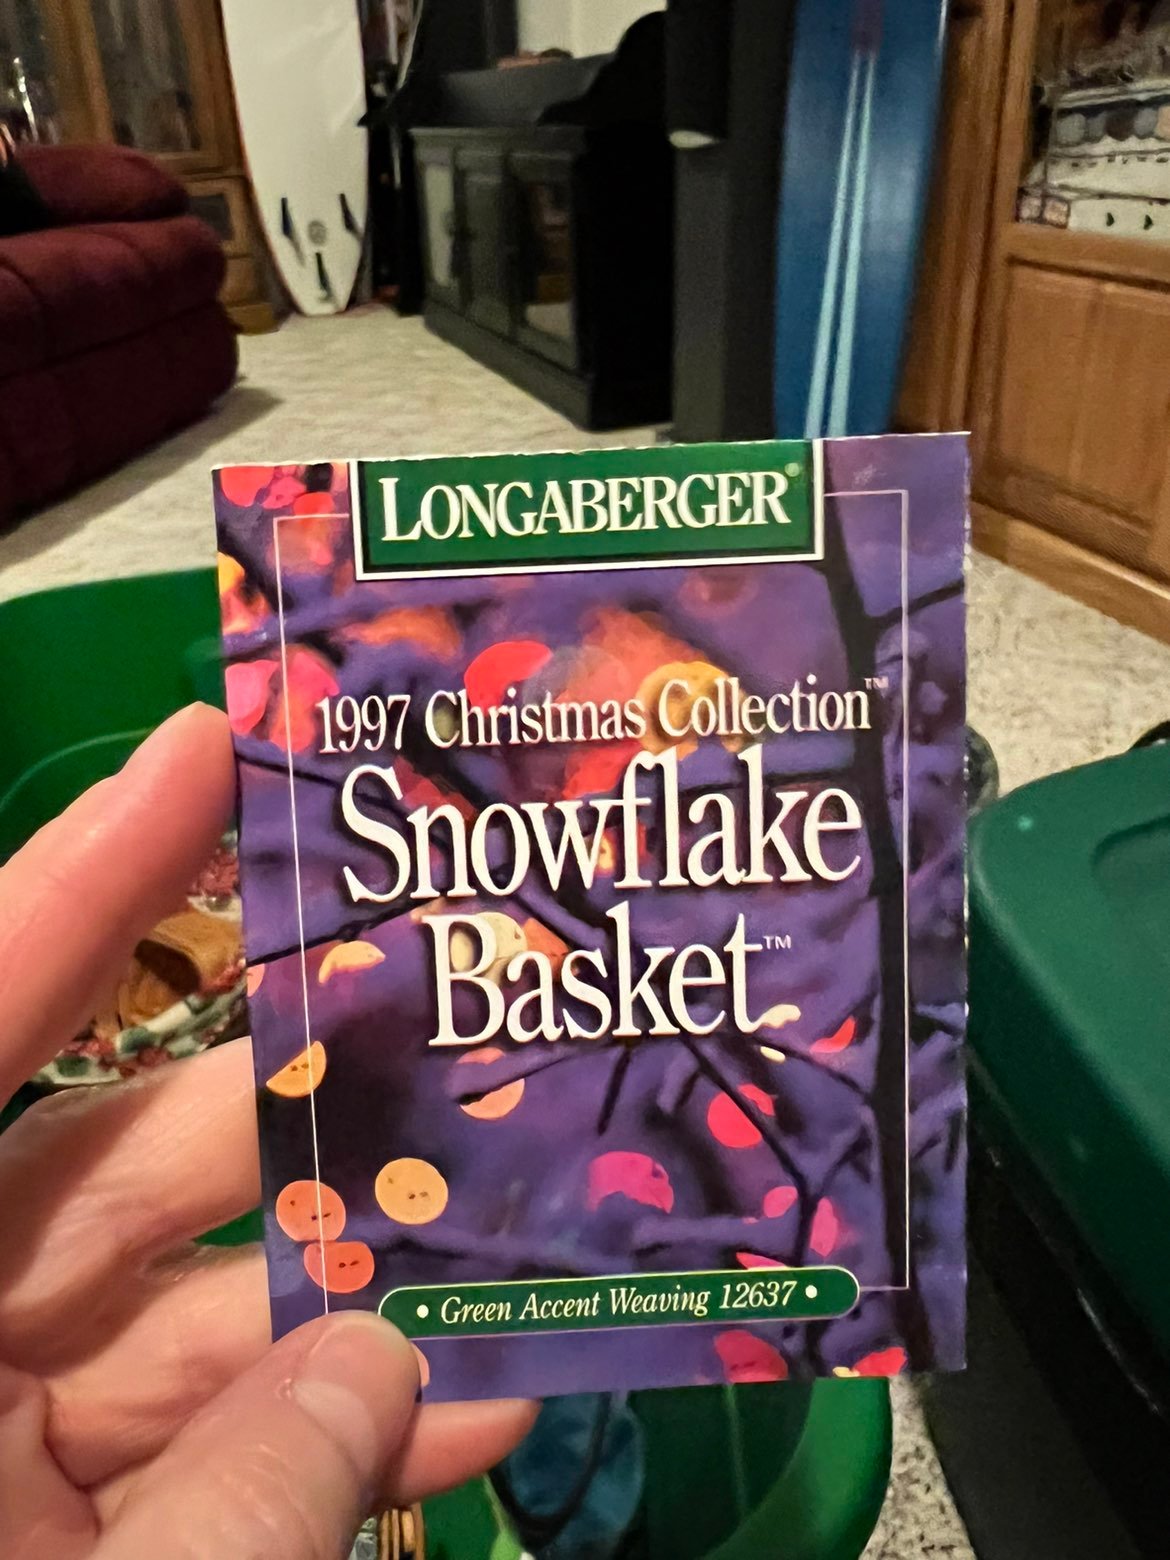 LONGABERGER®
1997 Christmas Collection™
Snowflake
Basket™
• Green Accent Weaving 12637 •